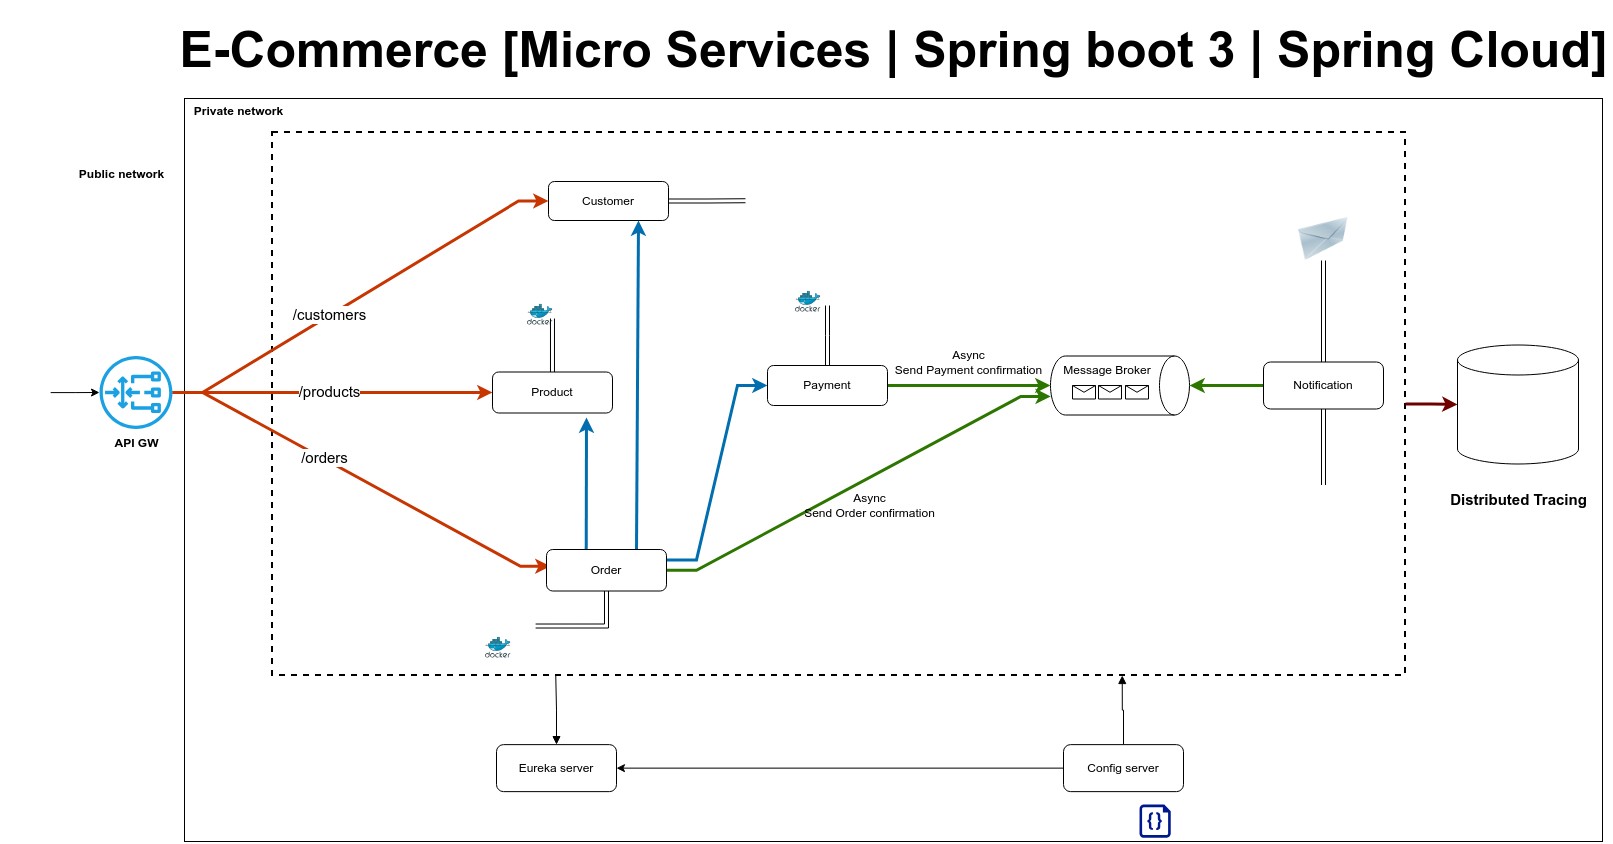 E-Commerce [Micro Services | Spring boot 3 | Spring Cloud]
Private network
Public network
Customer
/customers
docker
docker
Async
Send Payment confirmation
Message Broker
Product
/products
Payment
Notification
API GW
/orders
Async
Send Order confirmation
Distributed Tracing
Order
docker
Eureka server
Config server
{}